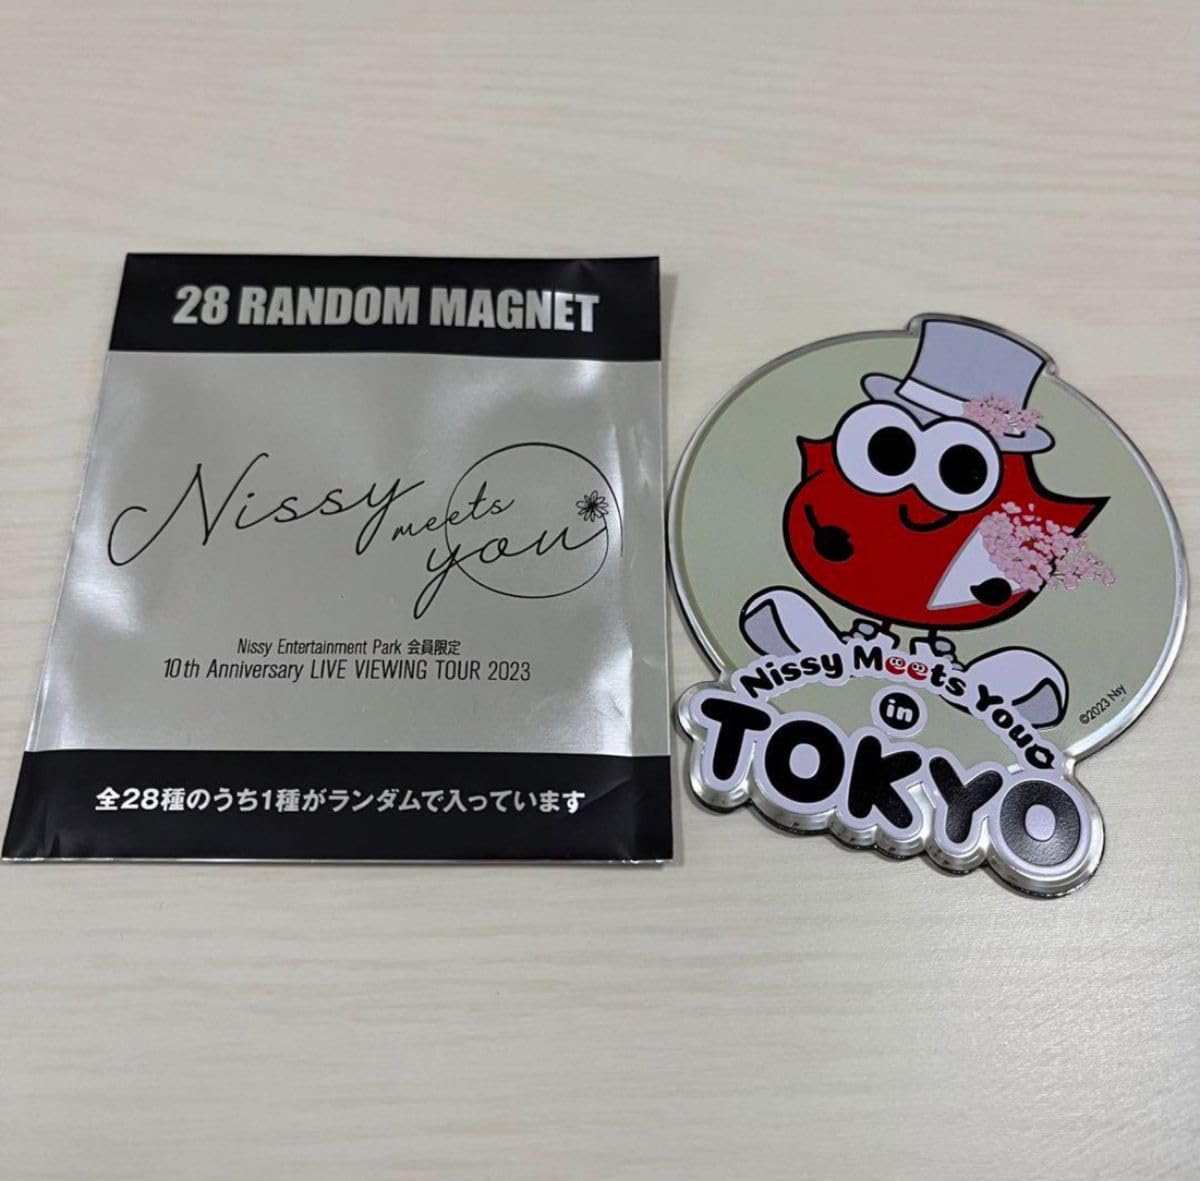 28 RANDOM MAGNET
Nissy
meets
you
Nissy Entertainment Park 会員限定
10th Anniversary LIVE VIEWING TOUR 2023
全28種のうち1種がランダムで入っています
Nissy Meets You
in
TOKYO
©2023 Nsy